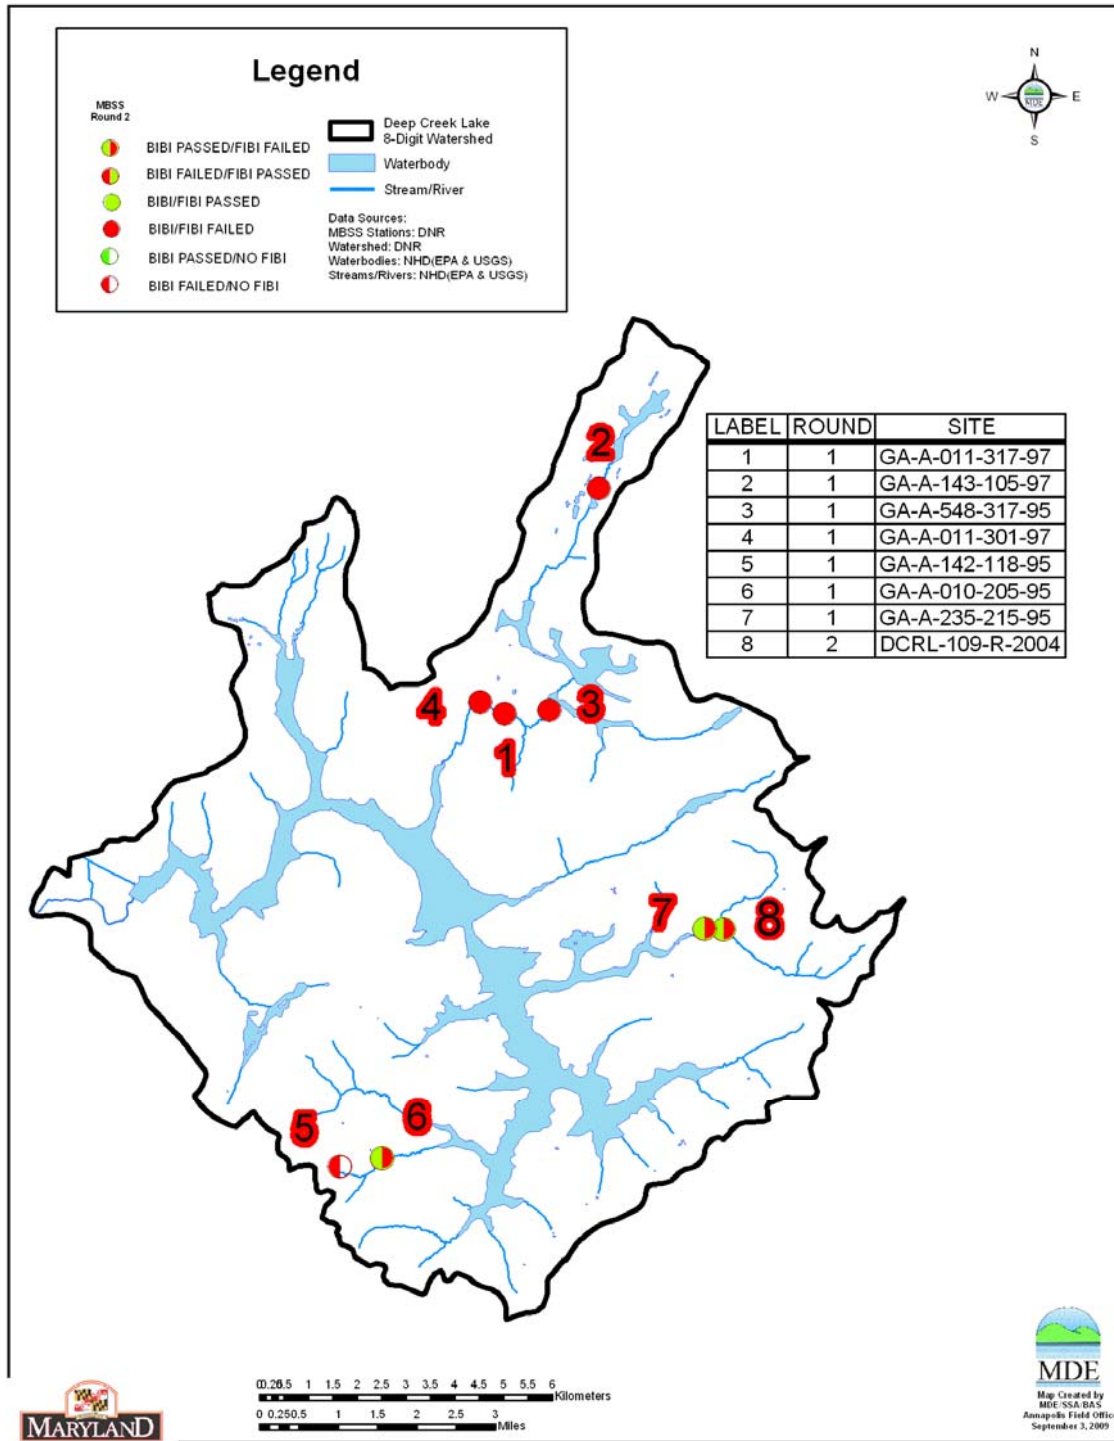 Legend
MBSS
Round 2
BIBI PASSED/FIBI FAILED
BIBI FAILED/FIBI PASSED
BIBI/FIBI PASSED
BIBI/FIBI FAILED
BIBI PASSED/NO FIBI
BIBI FAILED/NO FIBI
Deep Creek Lake
8-Digit Watershed
Waterbody
Stream/River
Data Sources:
MBSS Stations: DNR
Watershed: DNR
Waterbodies: NHD(EPA & USGS)
Streams/Rivers: NHD(EPA & USGS)
N
W MDE E
S
LABEL ROUND SITE
1 1 GA-A-011-317-97
2 1 GA-A-143-105-97
3 1 GA-A-548-317-95
4 1 GA-A-011-301-97
5 1 GA-A-142-118-95
6 1 GA-A-010-205-95
7 1 GA-A-235-215-95
8 2 DCRL-109-R-2004
2
4
3
1
7
8
5
6
0 0.25 0.5 1 1.5 2 2.5 3 3.5 4 4.5 5 6
Kilometers
0 0.25 0.5 1 1.5 2 2.5 3
Miles
MARYLAND
MDE
Map Created by
MDE/SSA/BAS
Annapolis Field Office
September 3, 2009